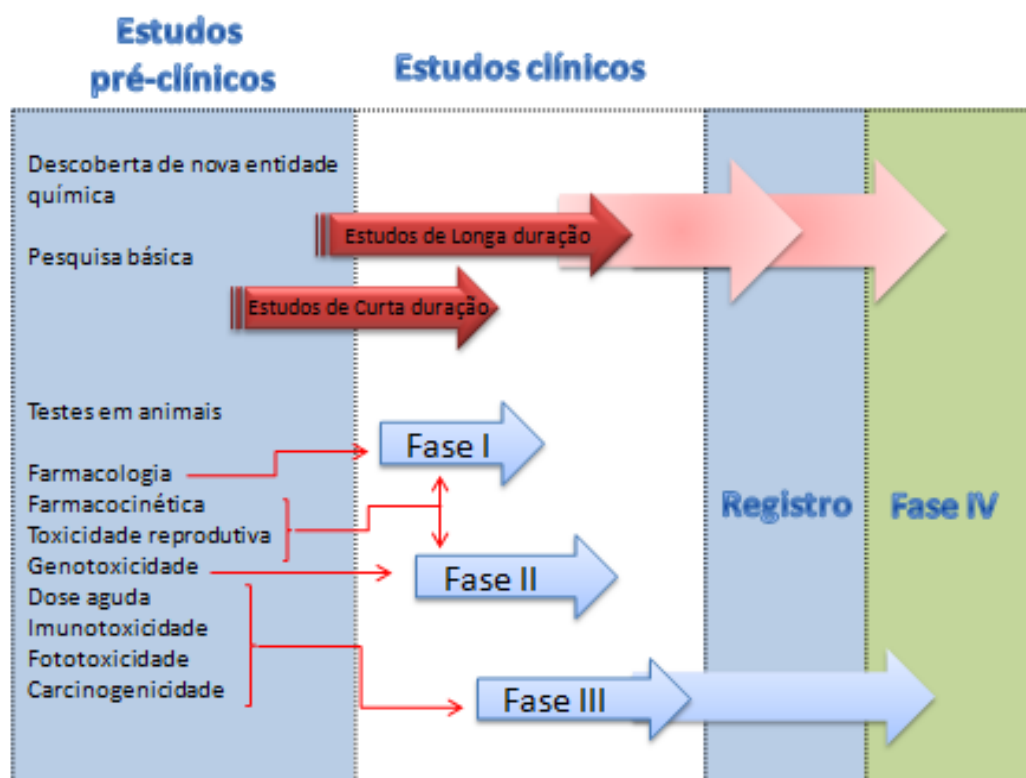 Estudos
pré-clínicos
Estudos clínicos
Descoberta de nova entidade
química
Pesquisa básica
Estudos de Longa duração
Estudos de Curta duração
Testes em animais
Farmacologia
Farmacocinética
Toxicidade reprodutiva
Genotoxicidade
Dose aguda
Imunotoxicidade
Fototoxicidade
Carcinogenicidade
Fase I
Fase II
Fase III
Registro
Fase IV